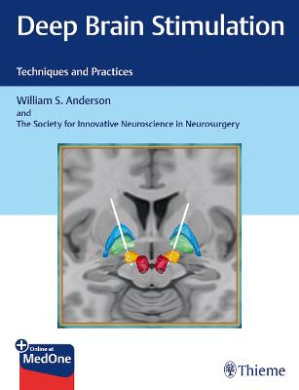 Deep Brain Stimulation
Techniques and Practices
William S. Anderson
and
The Society for Innovative Neuroscience in Neurosurgery
+ Online at
MedOne
Thieme